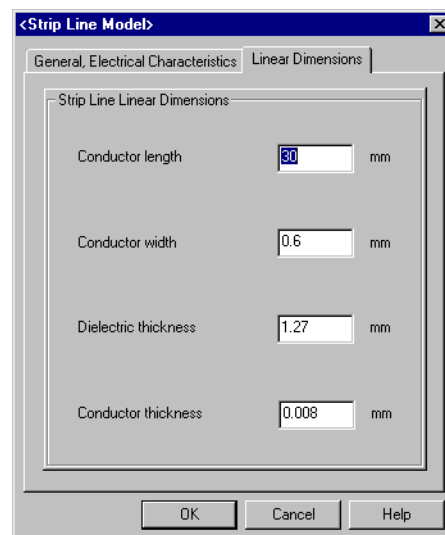 <Strip Line Model>
General, Electrical Characteristics Linear Dimensions
Strip Line Linear Dimensions
Conductor length 30 mm
Conductor width 0.6 mm
Dielectric thickness 1.27 mm
Conductor thickness 0.008 mm
OK Cancel Help